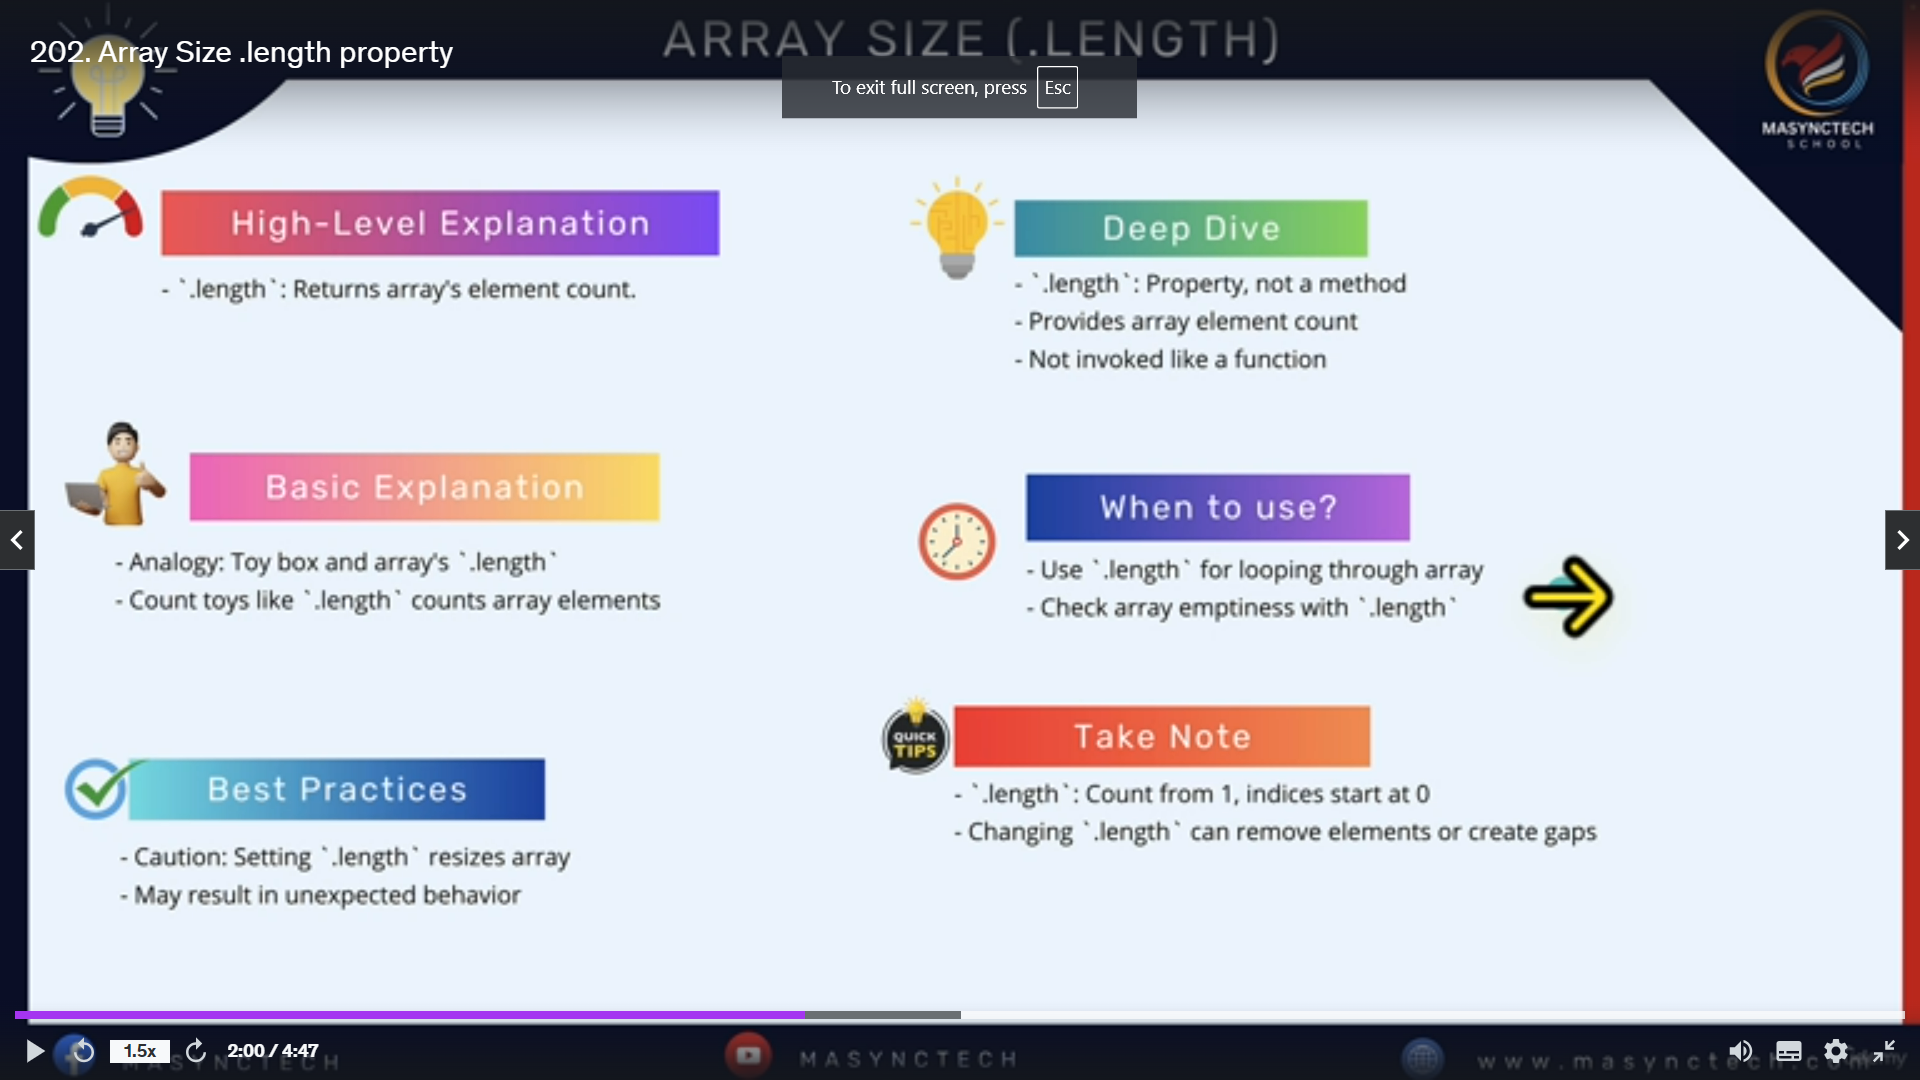 ARRAY SIZE (.LENGTH)
202. Array Size .length property
To exit full screen, press Esc
MASYNCTECH
SCHOOL
High-Level Explanation
- `.length`: Returns array's element count.
Deep Dive
- `.length`: Property, not a method
- Provides array element count
- Not invoked like a function
Basic Explanation
- Analogy: Toy box and array's `.length`
- Count toys like `.length` counts array elements
When to use?
- Use `.length` for looping through array
- Check array emptiness with `.length`
Best Practices
- Caution: Setting `.length` resizes array
- May result in unexpected behavior
QUICK
TIPS
Take Note
- `.length`: Count from 1, indices start at 0
- Changing `.length` can remove elements or create gaps
1.5x
2:00 / 4:47
MASYNCTECH
MASYNCTECH
www.masynctech.com